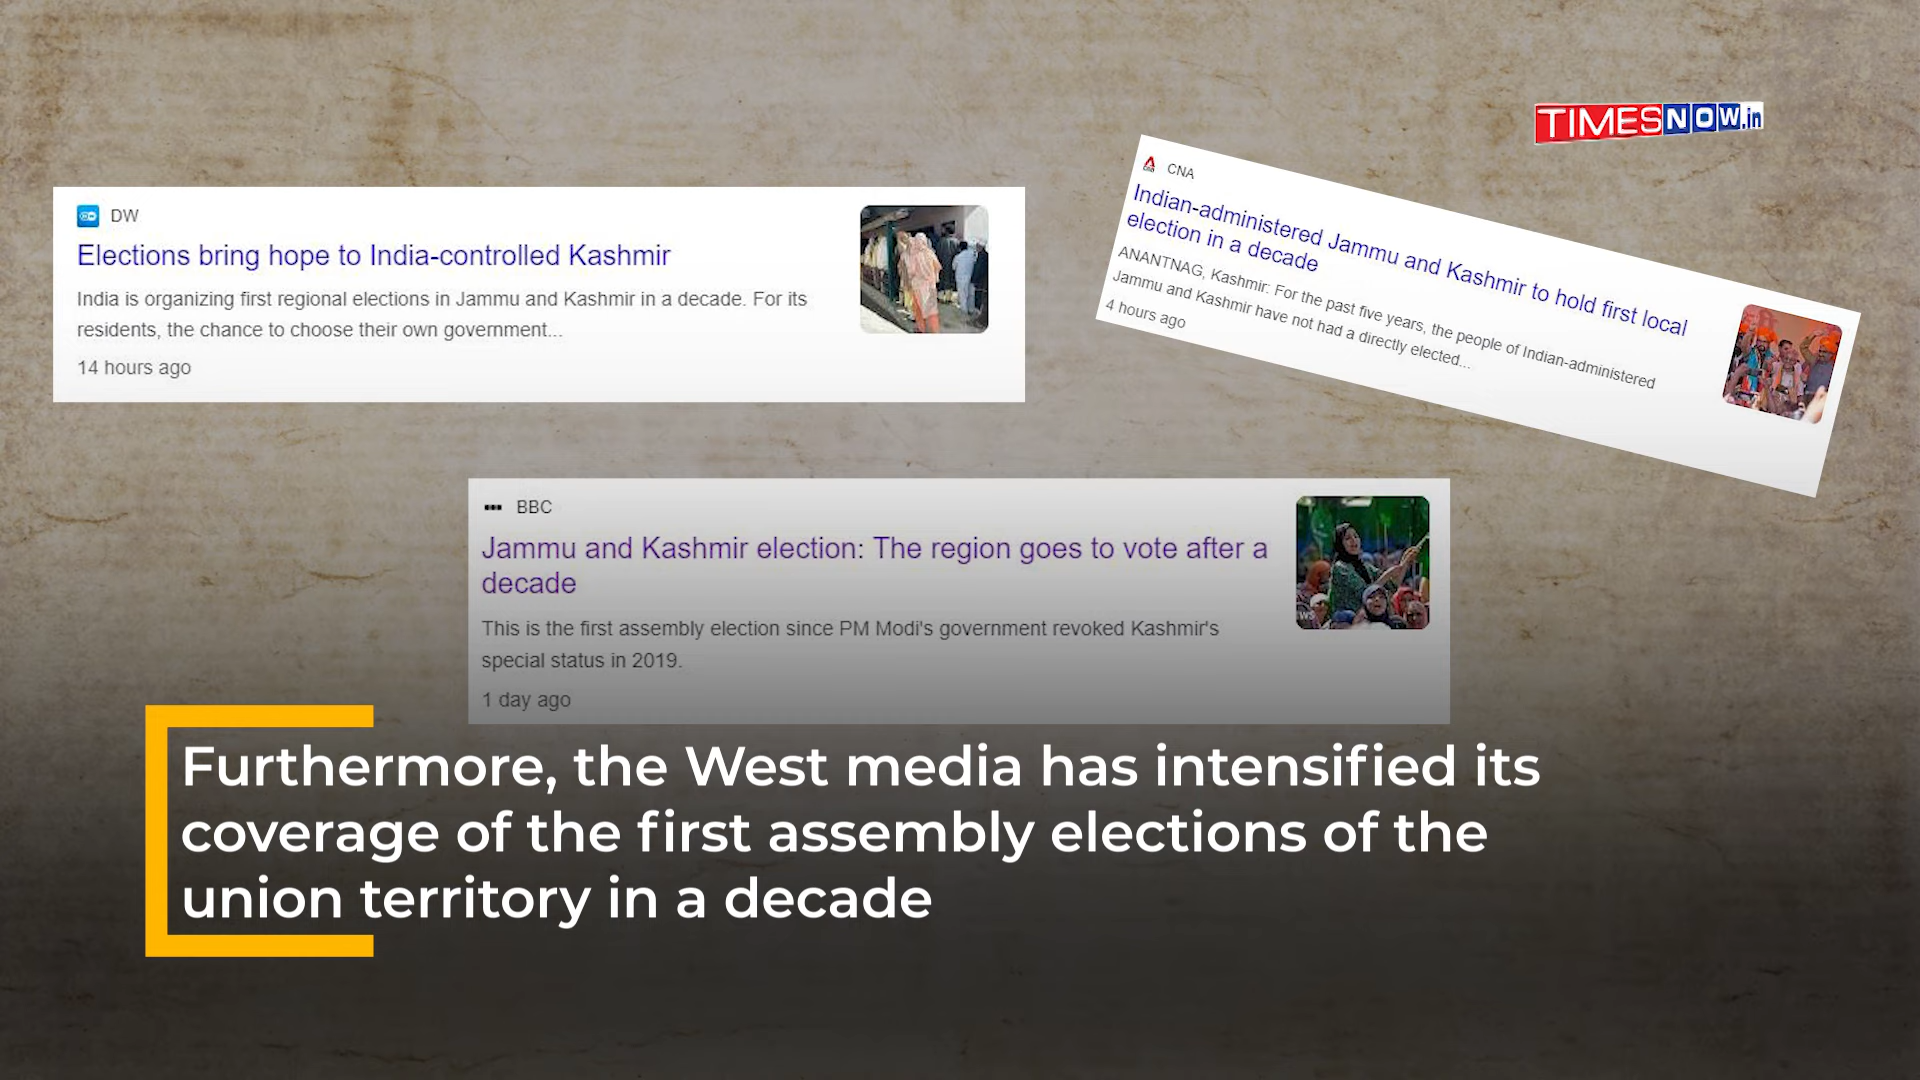 TIMES NOW.in
DW
Elections bring hope to India-controlled Kashmir
India is organizing first regional elections in Jammu and Kashmir in a decade. For its
residents, the chance to choose their own government...
14 hours ago
CNA
Indian-administered Jammu and Kashmir to hold first local
election in a decade
ANANTNAG, Kashmir: For the past five years, the people of Indian-administered
Jammu and Kashmir have not had a directly elected...
4 hours ago
BBC
Jammu and Kashmir election: The region goes to vote after a
decade
This is the first assembly election since PM Modi's government revoked Kashmir's
special status in 2019.
1 day ago
Furthermore, the West media has intensified its
coverage of the first assembly elections of the
union territory in a decade